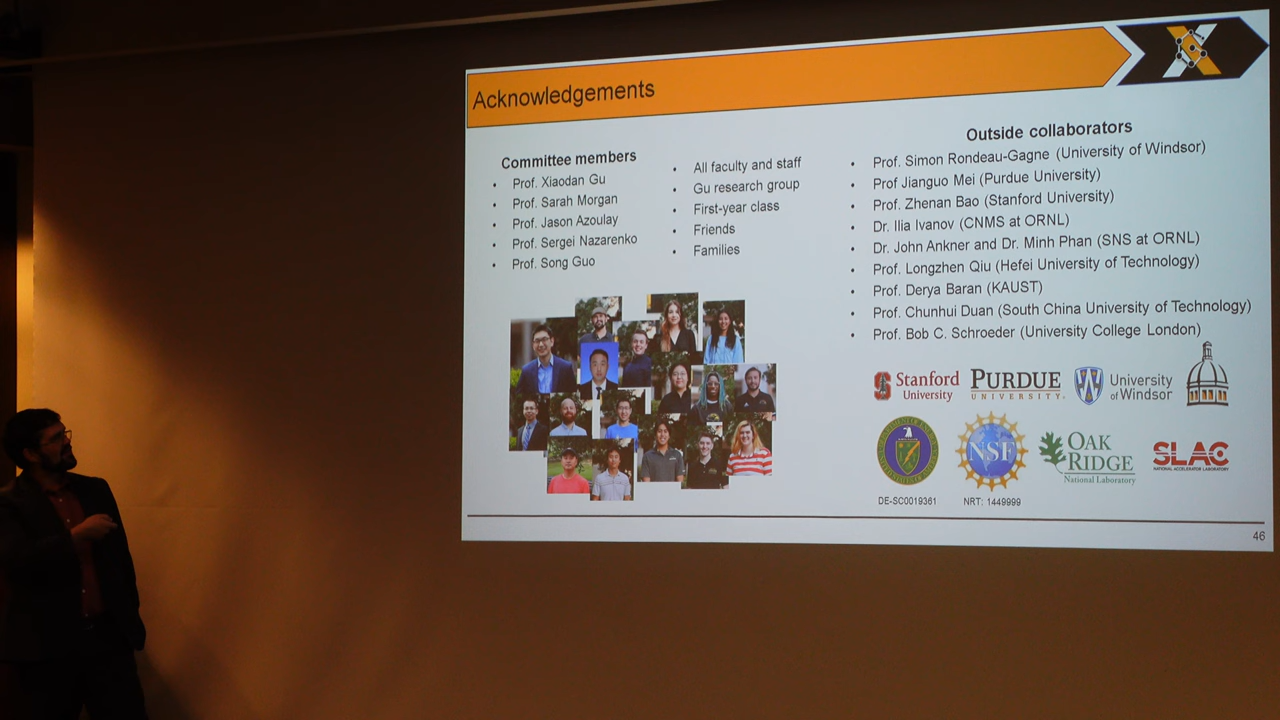 Acknowledgements
Committee members
• Prof. Xiaodan Gu
• Prof. Sarah Morgan
• Prof. Jason Azoulay
• Prof. Sergei Nazarenko
• Prof. Song Guo
• All faculty and staff
• Gu research group
• First-year class
• Friends
• Families
Outside collaborators
• Prof. Simon Rondeau-Gagne (University of Windsor)
• Prof Jianguo Mei (Purdue University)
• Prof. Zhenan Bao (Stanford University)
• Dr. Ilia Ivanov (CNMS at ORNL)
• Dr. John Ankner and Dr. Minh Phan (SNS at ORNL)
• Prof. Longzhen Qiu (Hefei University of Technology)
• Prof. Derya Baran (KAUST)
• Prof. Chunhui Duan (South China University of Technology)
• Prof. Bob C. Schroeder (University College London)
Stanford
University
PURDUE
UNIVERSITY.
University
of Windsor
NSF
OAK
RIDGE
National Laboratory
SLAC
NATIONAL ACCELERATOR LABORATORY
DE-SC0019361
NRT: 1449999
46